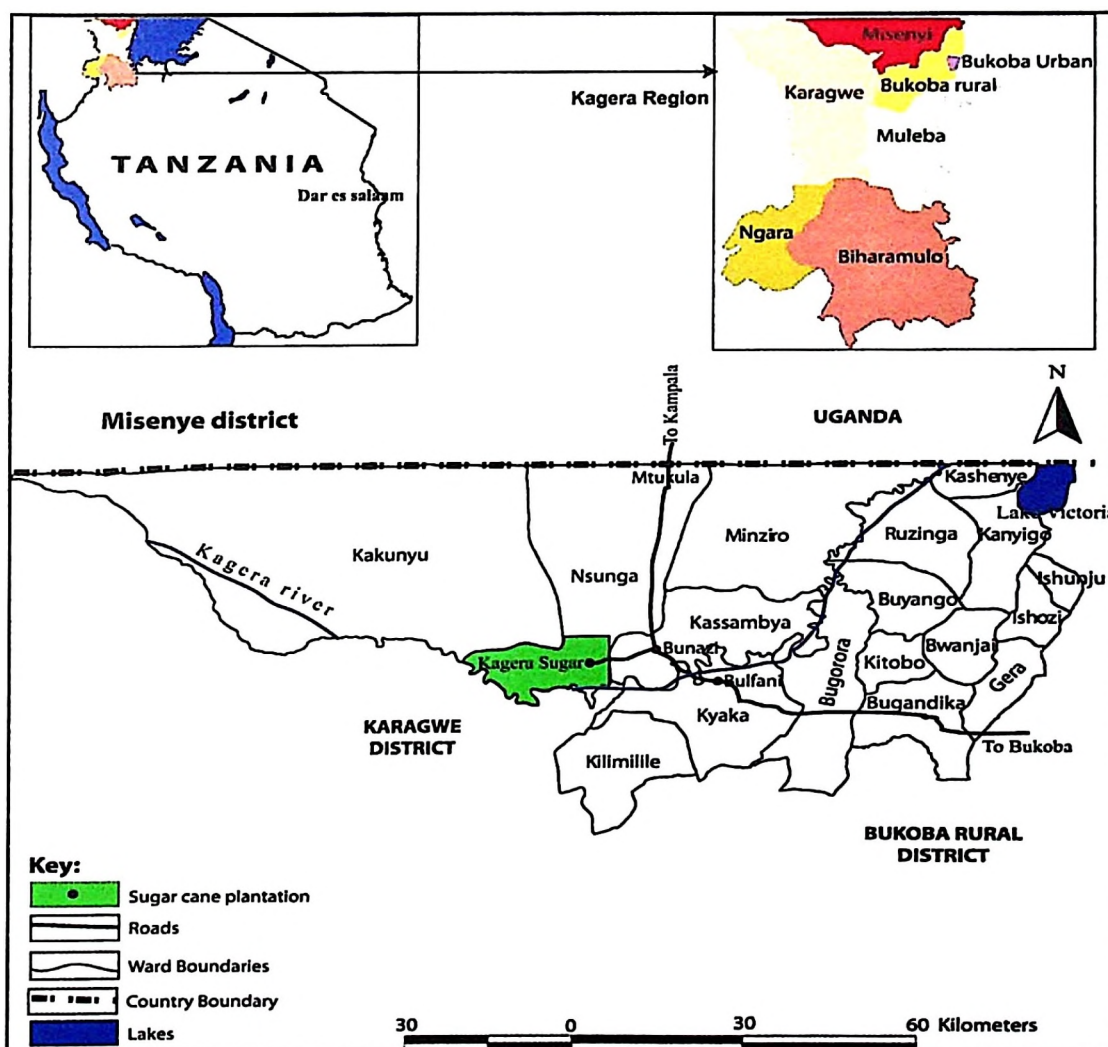 TANZANIA
Dar es salaam
Kagera Region
Misenyi
Bukoba Urban
Bukoba rural
Karagwe
Muleba
Ngara
Biharamulo
Misenye district
To Kampala
UGANDA
N
Mtukula
Kashenye
Lake Victoria
Minziro
Ruzinga
Kanyigo
Kakunyu
Kagera river
Nsunga
Ishunju
Buyango
Ishozi
Kassambya
Bwanjai
Bunazi
Kitobo
Gera
Kagera Sugar
Bulfani
Bugorora
Bugandika
Kyaka
KARAGWE
DISTRICT
To Bukoba
Kilimilile
BUKOBA RURAL
DISTRICT
Key:
Sugar cane plantation
Roads
Ward Boundaries
Country Boundary
Lakes
30 0 30 60 Kilometers